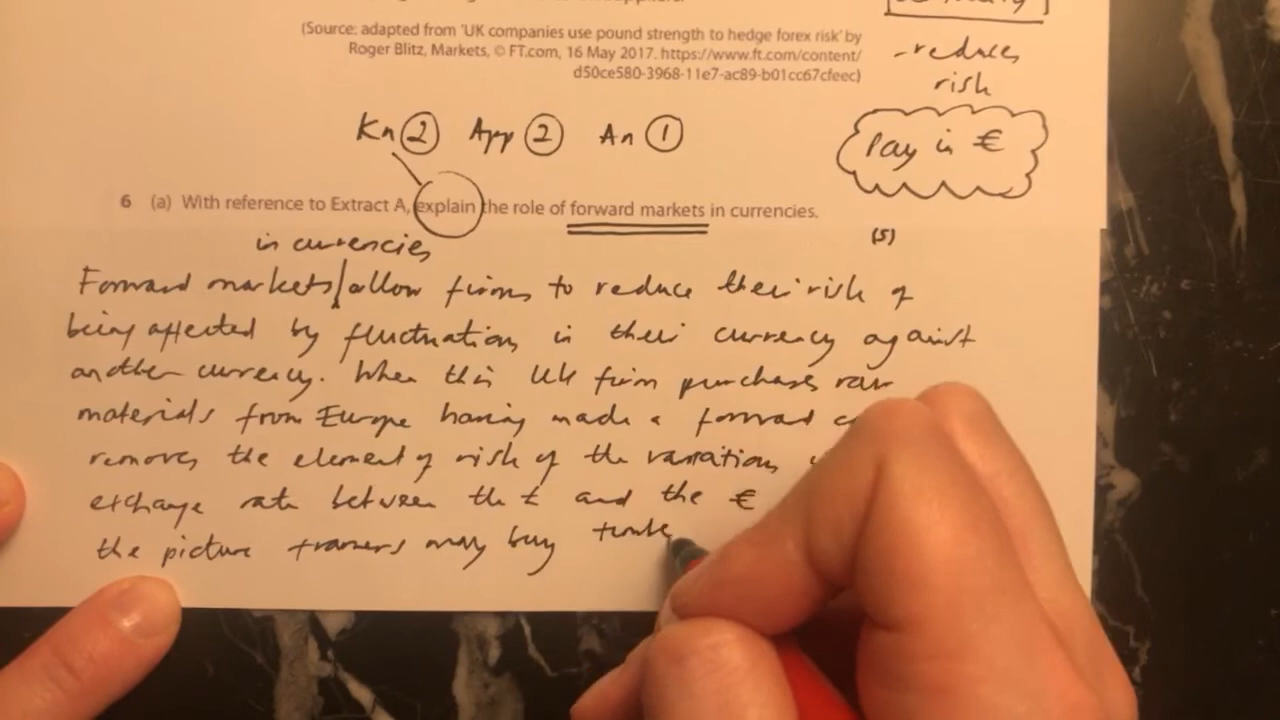 (Source: adapted from 'UK companies use pound strength to hedge forex risk' by
Roger Blitz, Markets, © FT.com, 16 May 2017. https://www.ft.com/content/
d50ce580-3968-11e7-ac89-b01cc67cfeec)
-reduces
risk
Pay in €
Kn ② App ② An ①
6 (a) With reference to Extract A, explain the role of forward markets in currencies.
(5)
in currencies
Forward markets allow firms to reduce their risk of
being affected by fluctuations in their currency against
another currency. When this UK firm purchases raw
materials from Europe having made a forward
removes the element of risk of the variations
exchange rate between the £ and the €
the picture framers may buy